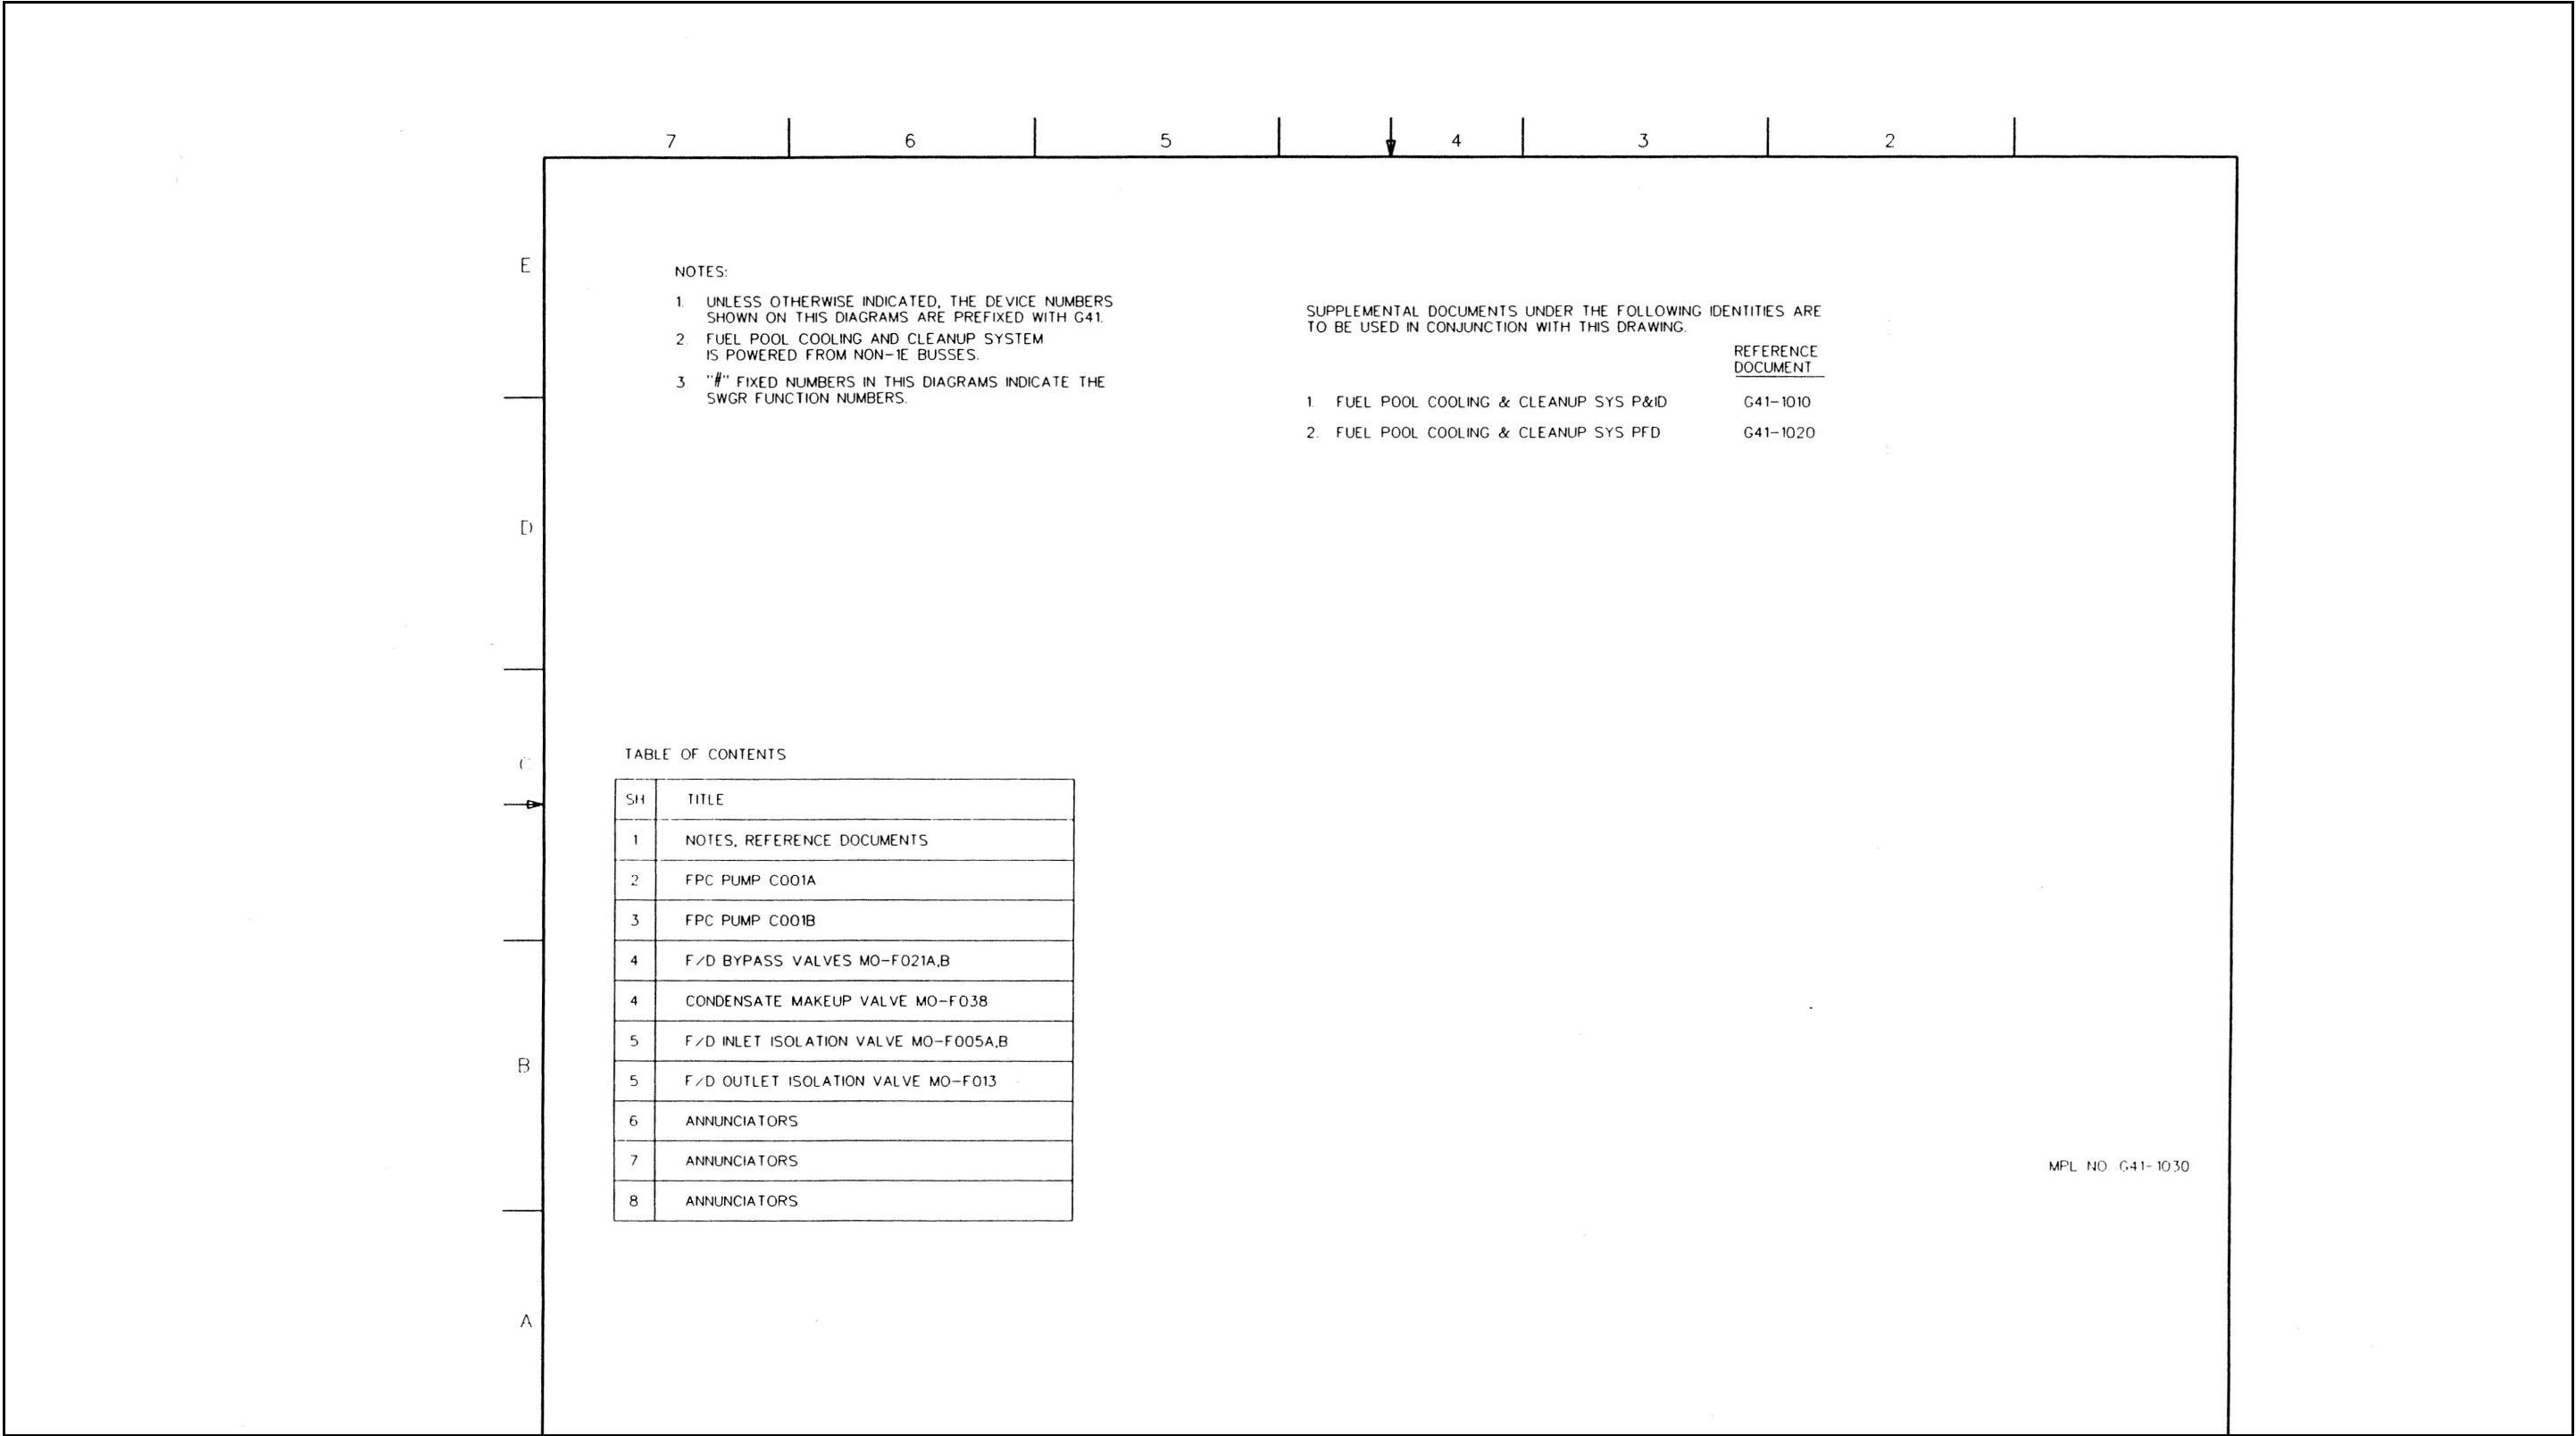 7 6 5 4 3 2
E
NOTES:
1. UNLESS OTHERWISE INDICATED, THE DEVICE NUMBERS
SHOWN ON THIS DIAGRAMS ARE PREFIXED WITH G41.
2. FUEL POOL COOLING AND CLEANUP SYSTEM
IS POWERED FROM NON-1E BUSSES.
3. "#" FIXED NUMBERS IN THIS DIAGRAMS INDICATE THE
SWGR FUNCTION NUMBERS.
SUPPLEMENTAL DOCUMENTS UNDER THE FOLLOWING IDENTITIES ARE
TO BE USED IN CONJUNCTION WITH THIS DRAWING.
REFERENCE
DOCUMENT
1. FUEL POOL COOLING & CLEANUP SYS P&ID G41-1010
2. FUEL POOL COOLING & CLEANUP SYS PFD G41-1020
D
TABLE OF CONTENTS
C
SH TITLE
1 NOTES, REFERENCE DOCUMENTS
2 FPC PUMP C001A
3 FPC PUMP C001B
4 F/D BYPASS VALVES MO-F021A,B
4 CONDENSATE MAKEUP VALVE MO-F038
5 F/D INLET ISOLATION VALVE MO-F005A,B
B
5 F/D OUTLET ISOLATION VALVE MO-F013
6 ANNUNCIATORS
7 ANNUNCIATORS
MPL NO. G41-1030
8 ANNUNCIATORS
A